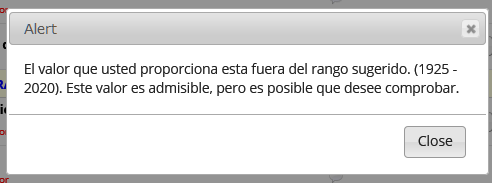 Alert
El valor que usted proporciona esta fuera del rango sugerido. (1925 -
2020). Este valor es admisible, pero es posible que desee comprobar.
Close